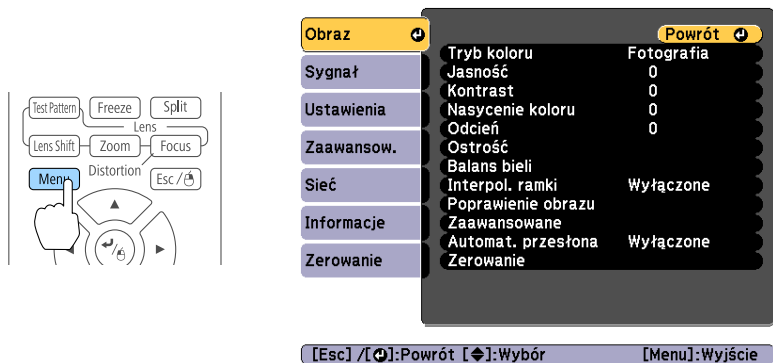 Test Pattern Freeze Split
Lens
Lens Shift Zoom Focus
Distortion
Menu Esc /
/
Obraz
Sygnał
Ustawienia
Zaawansow.
Sieć
Informacje
Zerowanie
Powrót
Tryb koloru Fotografia
Jasność 0
Kontrast 0
Nasycenie koloru 0
Odcień 0
Ostrość
Balans bieli
Interpol. ramki Wyłączone
Poprawienie obrazu
Zaawansowane
Automat. przesłona Wyłączone
Zerowanie
[Esc] /[ ]:Powrót [ ]:Wybór [Menu]:Wyjście